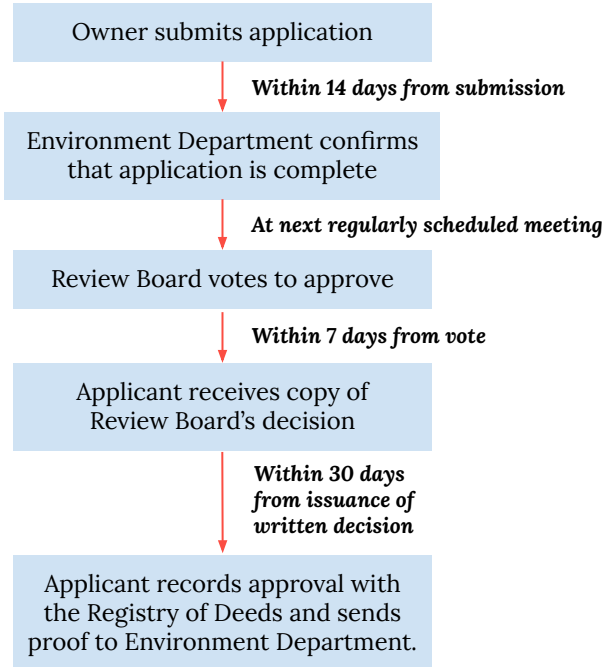 Owner submits application
Within 14 days from submission
Environment Department confirms
that application is complete
At next regularly scheduled meeting
Review Board votes to approve
Within 7 days from vote
Applicant receives copy of
Review Board’s decision
Within 30 days
from issuance of
written decision
Applicant records approval with
the Registry of Deeds and sends
proof to Environment Department.